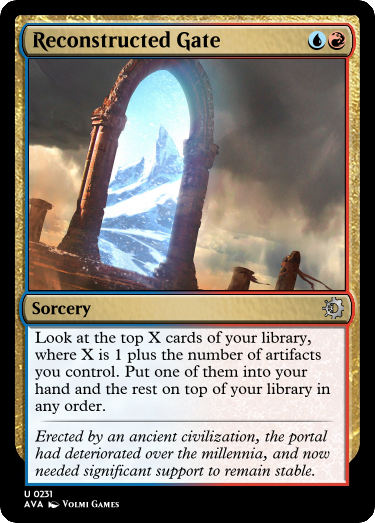 Reconstructed Gate
Sorcery
Look at the top X cards of your library,
where X is 1 plus the number of artifacts
you control. Put one of them into your
hand and the rest on top of your library in
any order.
Erected by an ancient civilization, the portal
had deteriorated over the millennia, and now
needed significant support to remain stable.
U 0231
AVA Volmi Games